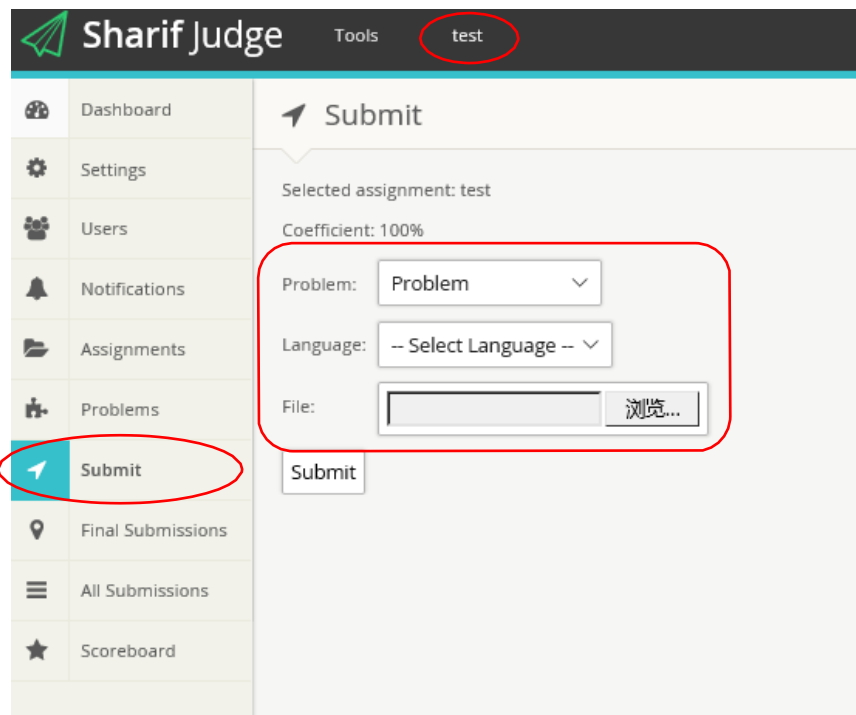 Sharif Judge Tools test
Dashboard
Settings
Users
Notifications
Assignments
Problems
Submit
Final Submissions
All Submissions
Scoreboard
Submit
Selected assignment: test
Coefficient: 100%
Problem: Problem
Language: -- Select Language --
File: 浏览...
Submit